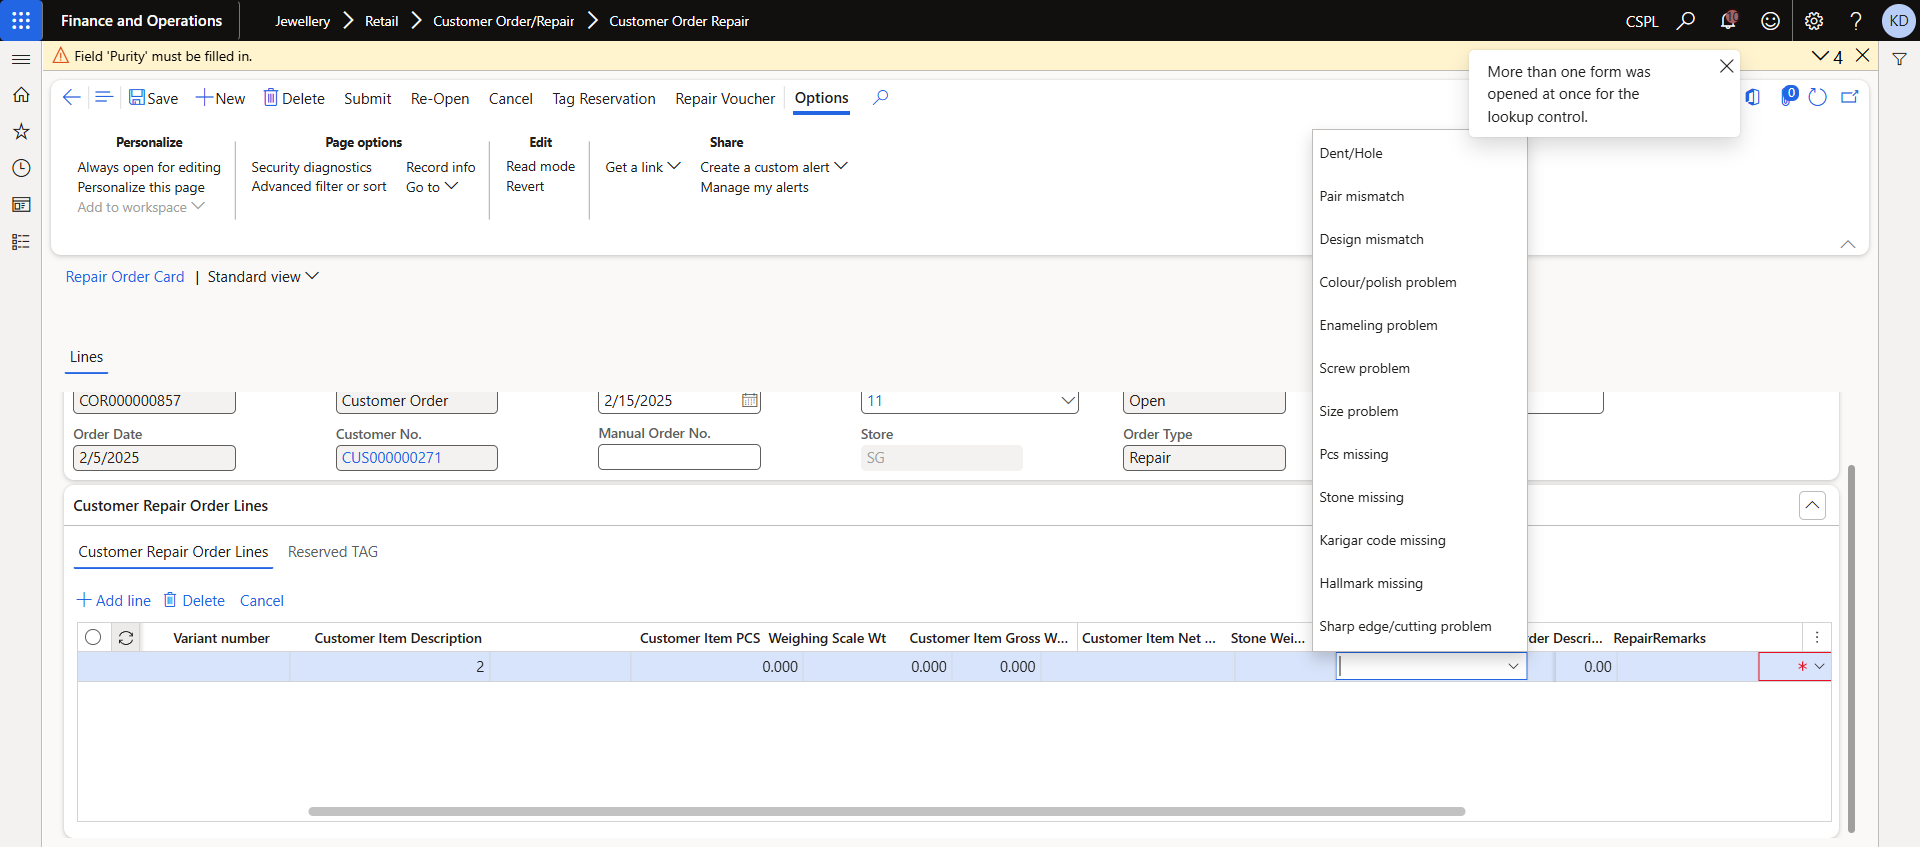 Finance and Operations
Jewellery
Retail
Customer Order/Repair
Customer Order Repair
CSPL
KD
Field 'Purity' must be filled in.
4
More than one form was
opened at once for the
lookup control.
Save
New
Delete
Submit
Re-Open
Cancel
Tag Reservation
Repair Voucher
Options
0
Personalize
Always open for editing
Personalize this page
Add to workspace
Page options
Security diagnostics
Advanced filter or sort
Record info
Go to
Edit
Read mode
Revert
Get a link
Share
Create a custom alert
Manage my alerts
Repair Order Card | Standard view
Lines
COR000000857
Customer Order
2/15/2025
11
Open
Order Date
Customer No.
Manual Order No.
Store
Order Type
2/5/2025
CUS000000271
SG
Repair
Dent/Hole
Pair mismatch
Design mismatch
Colour/polish problem
Enameling problem
Screw problem
Size problem
Pcs missing
Stone missing
Karigar code missing
Hallmark missing
Sharp edge/cutting problem
Customer Repair Order Lines
Customer Repair Order Lines
Reserved TAG
Add line
Delete
Cancel
Variant number
Customer Item Description
Customer Item PCS
Weighing Scale Wt
Customer Item Gross W...
Customer Item Net ...
Stone Wei...
der Descri...
RepairRemarks
2
0.000
0.000
0.000
0.00
*